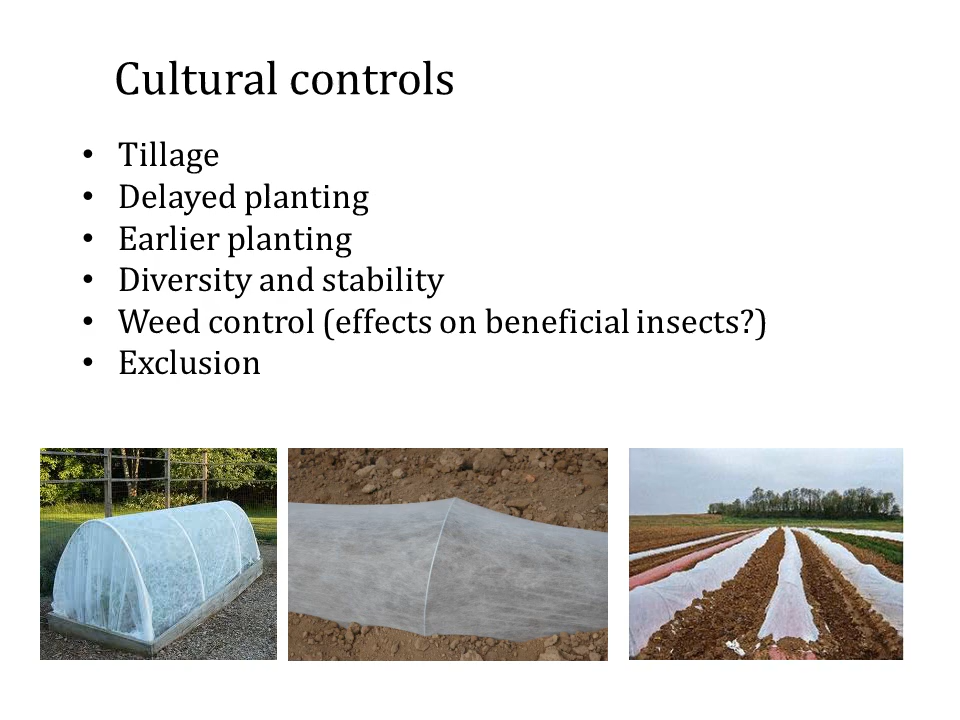 Cultural controls
• Tillage
• Delayed planting
• Earlier planting
• Diversity and stability
• Weed control (effects on beneficial insects?)
• Exclusion